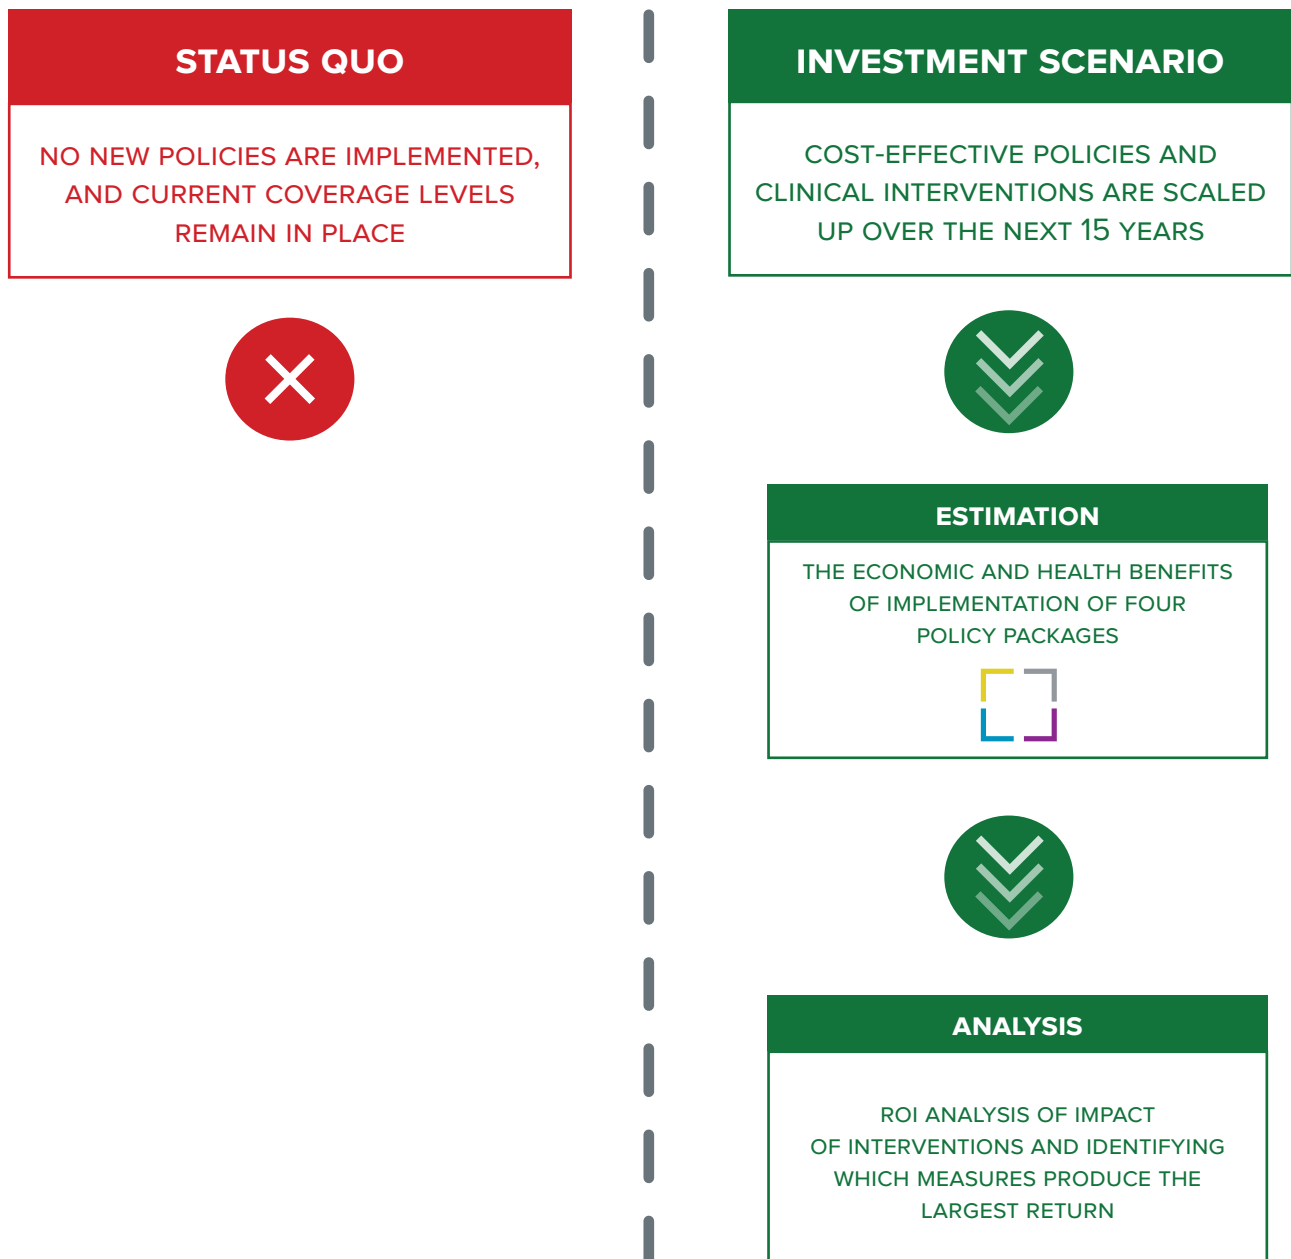 STATUS QUO
NO NEW POLICIES ARE IMPLEMENTED,
AND CURRENT COVERAGE LEVELS
REMAIN IN PLACE
INVESTMENT SCENARIO
COST-EFFECTIVE POLICIES AND
CLINICAL INTERVENTIONS ARE SCALED
UP OVER THE NEXT 15 YEARS
ESTIMATION
THE ECONOMIC AND HEALTH BENEFITS
OF IMPLEMENTATION OF FOUR
POLICY PACKAGES
ANALYSIS
ROI ANALYSIS OF IMPACT
OF INTERVENTIONS AND IDENTIFYING
WHICH MEASURES PRODUCE THE
LARGEST RETURN